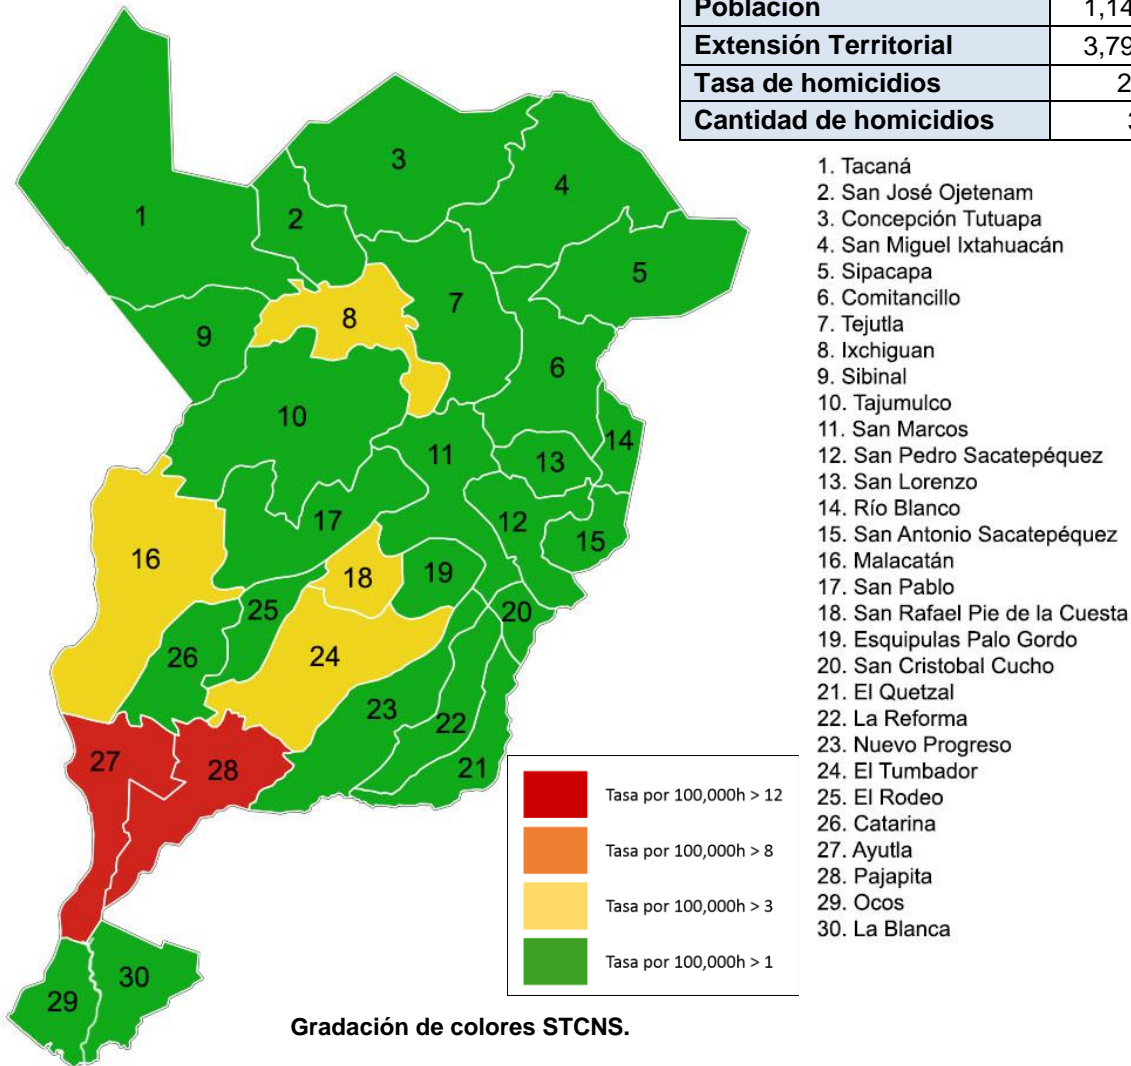 Población 1,14
Extensión Territorial 3,79
Tasa de homicidios 2
Cantidad de homicidios
1. Tacaná
2. San José Ojetenam
3. Concepción Tutuapa
4. San Miguel Ixtahuacán
5. Sipacapa
6. Comitancillo
7. Tejutla
8. Ixchiguan
9. Sibinal
10. Tajumulco
11. San Marcos
12. San Pedro Sacatepéquez
13. San Lorenzo
14. Río Blanco
15. San Antonio Sacatepéquez
16. Malacatán
17. San Pablo
18. San Rafael Pie de la Cuesta
19. Esquipulas Palo Gordo
20. San Cristobal Cucho
21. El Quetzal
22. La Reforma
23. Nuevo Progreso
24. El Tumbador
25. El Rodeo
26. Catarina
27. Ayutla
28. Pajapita
29. Ocos
30. La Blanca
3
4
1
2
5
7
8
9
6
10
14
11
13
12
17
15
16
18
19
25
20
24
26
23
22
27
28
21
30
29
Tasa por 100,000h > 12
Tasa por 100,000h > 8
Tasa por 100,000h > 3
Tasa por 100,000h > 1
Gradación de colores STCNS.